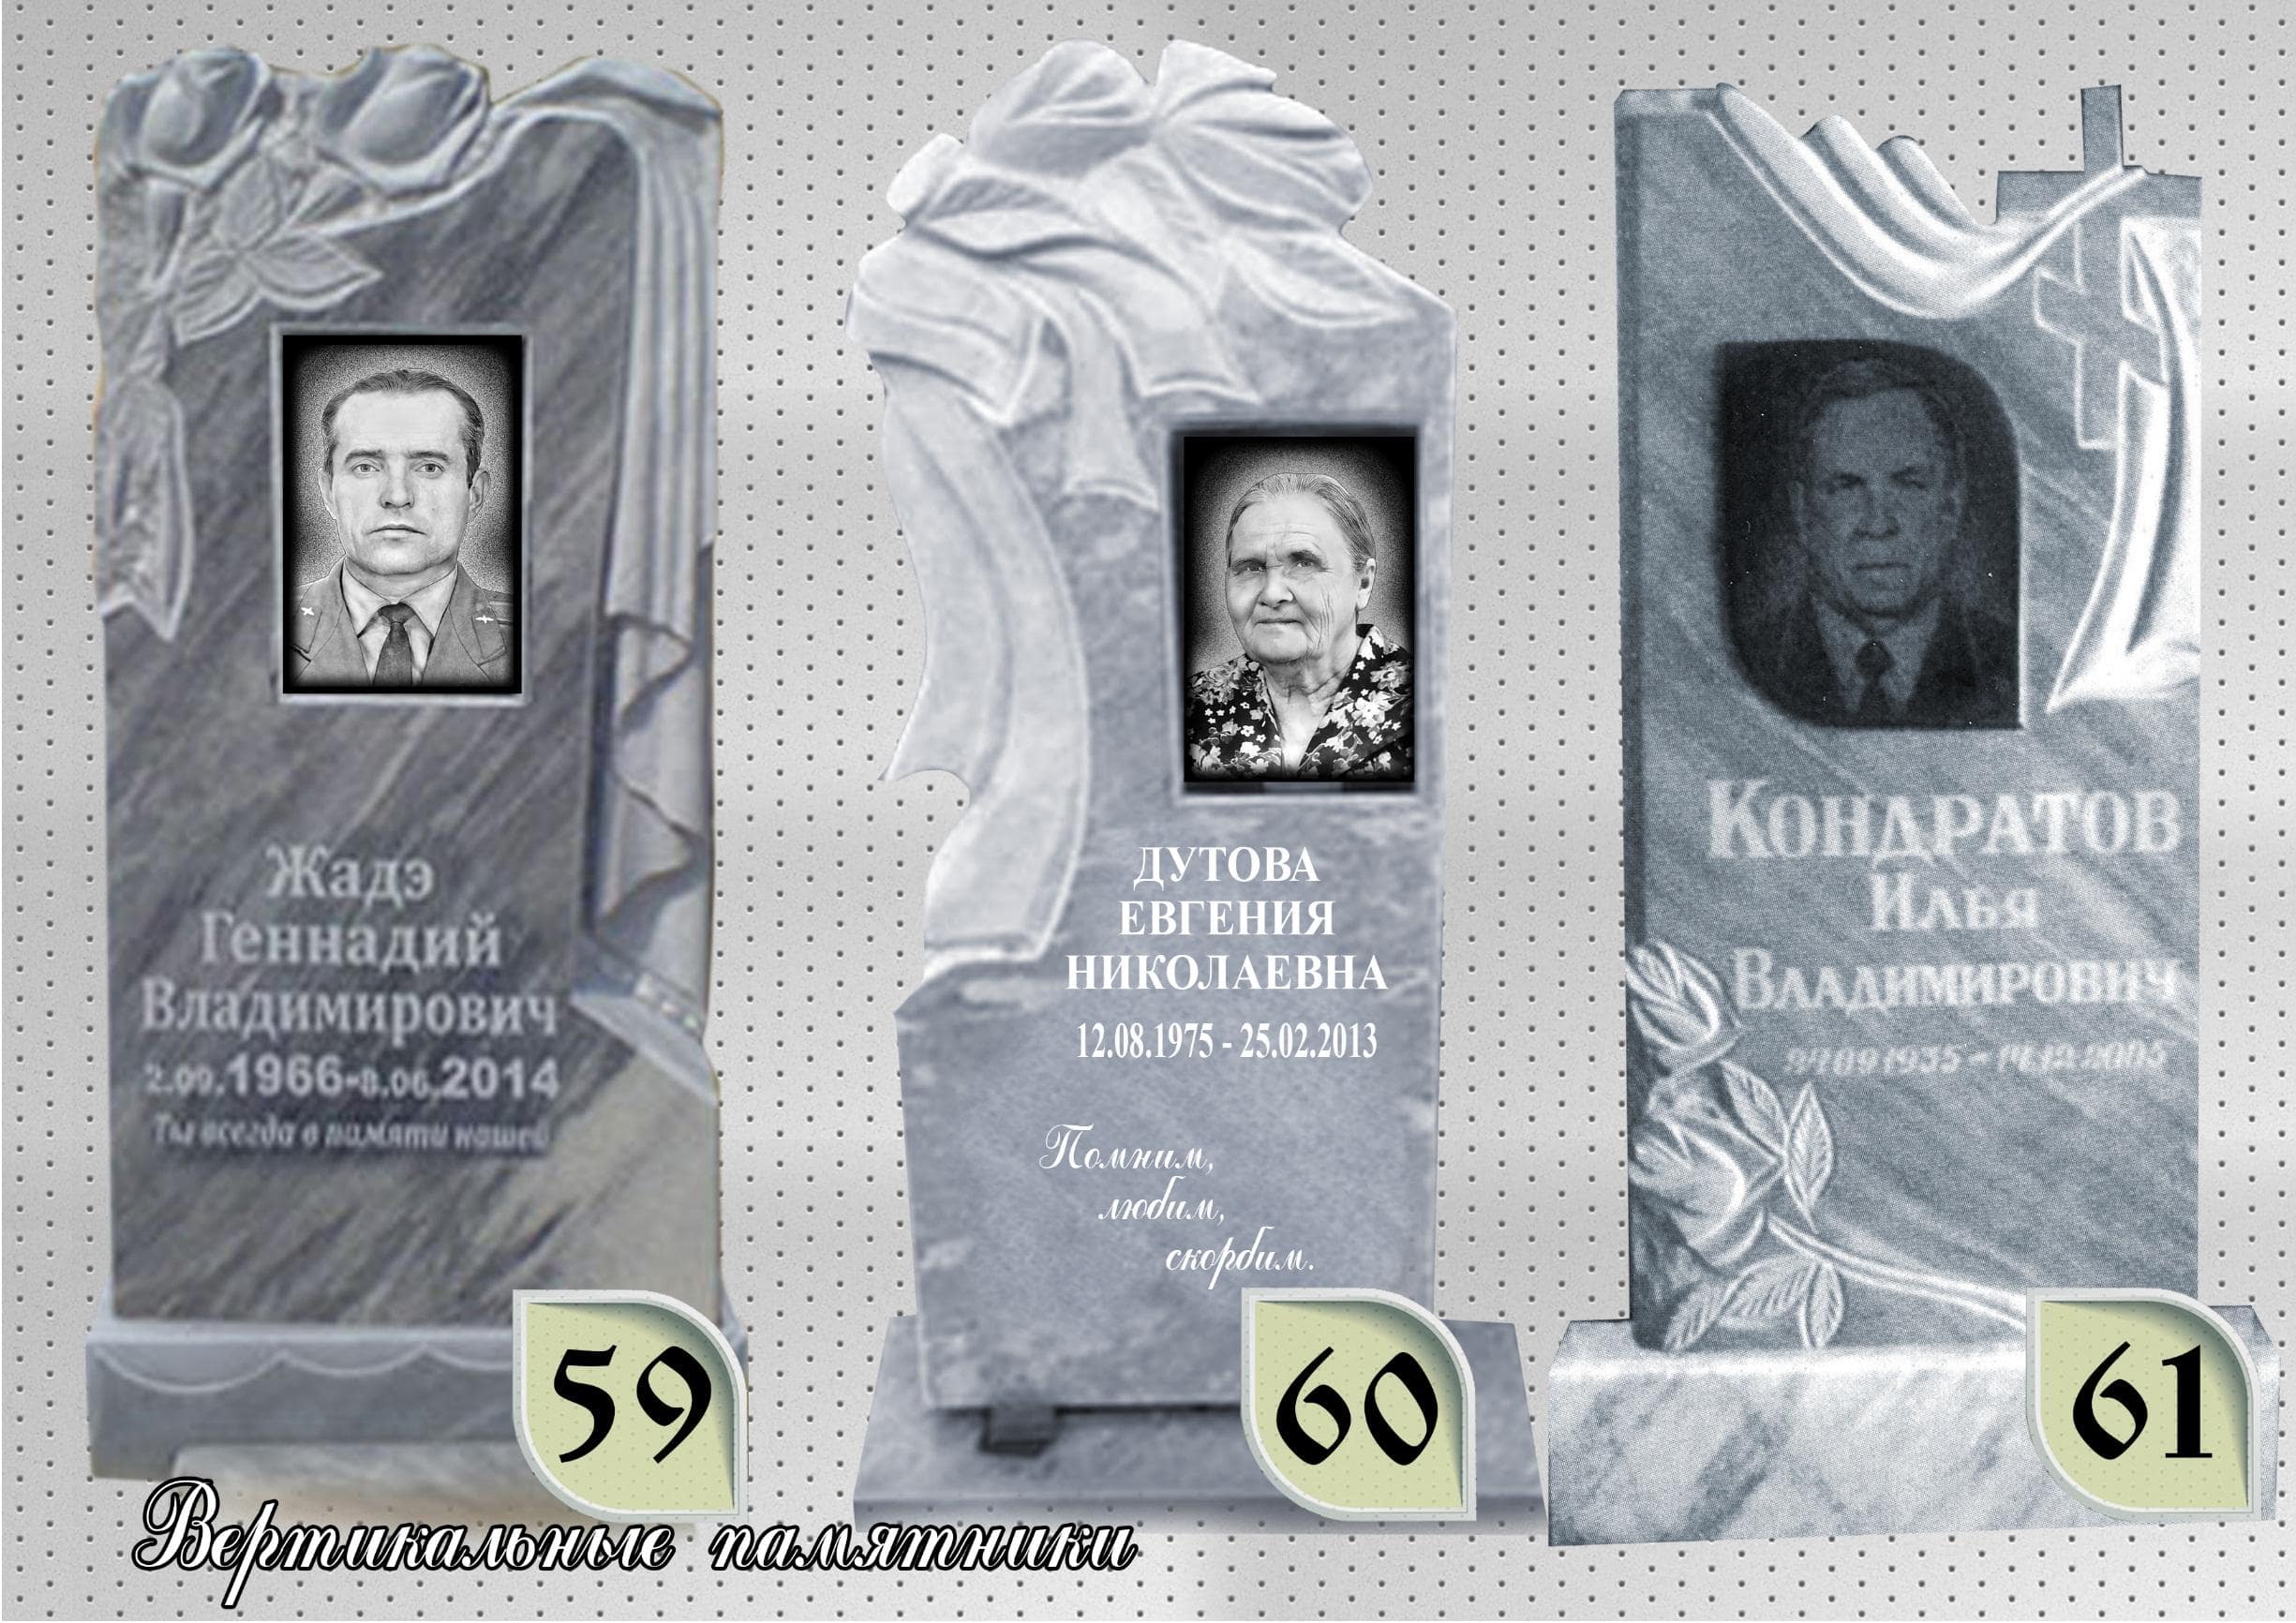 Жадэ
Геннадий
Владимирович
2.09.1966-8.06.2014
Ты всегда в памяти нашей
59
ДУТОВА
ЕВГЕНИЯ
НИКОЛАЕВНА
12.08.1975 - 25.02.2013
Помним,
любим,
скорбим.
60
КОНДРАТОВ
ИЛЬЯ
ВЛАДИМИРОВИЧ
61
Вертикальные памятники